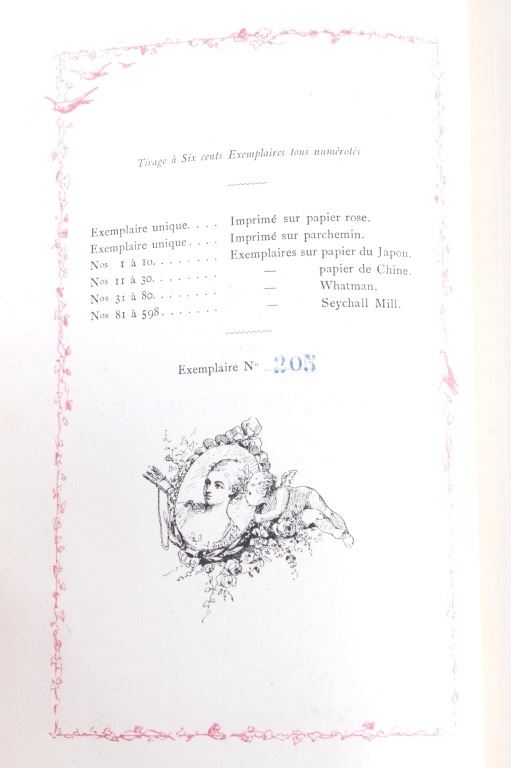 Tirage à Six cents Exemplaires tous numérotés
Exemplaire unique. . . . Imprimé sur papier rose.
Exemplaire unique . . . . Imprimé sur parchemin.
Nos 1 à 10. . . . . . . . Exemplaires sur papier du Japon.
Nos 11 à 30. . . . . . . . — papier de Chine.
Nos 31 à 80. . . . . . . . — Whatman.
Nos 81 à 598. . . . . . . — Seychall Mill.
Exemplaire No 205